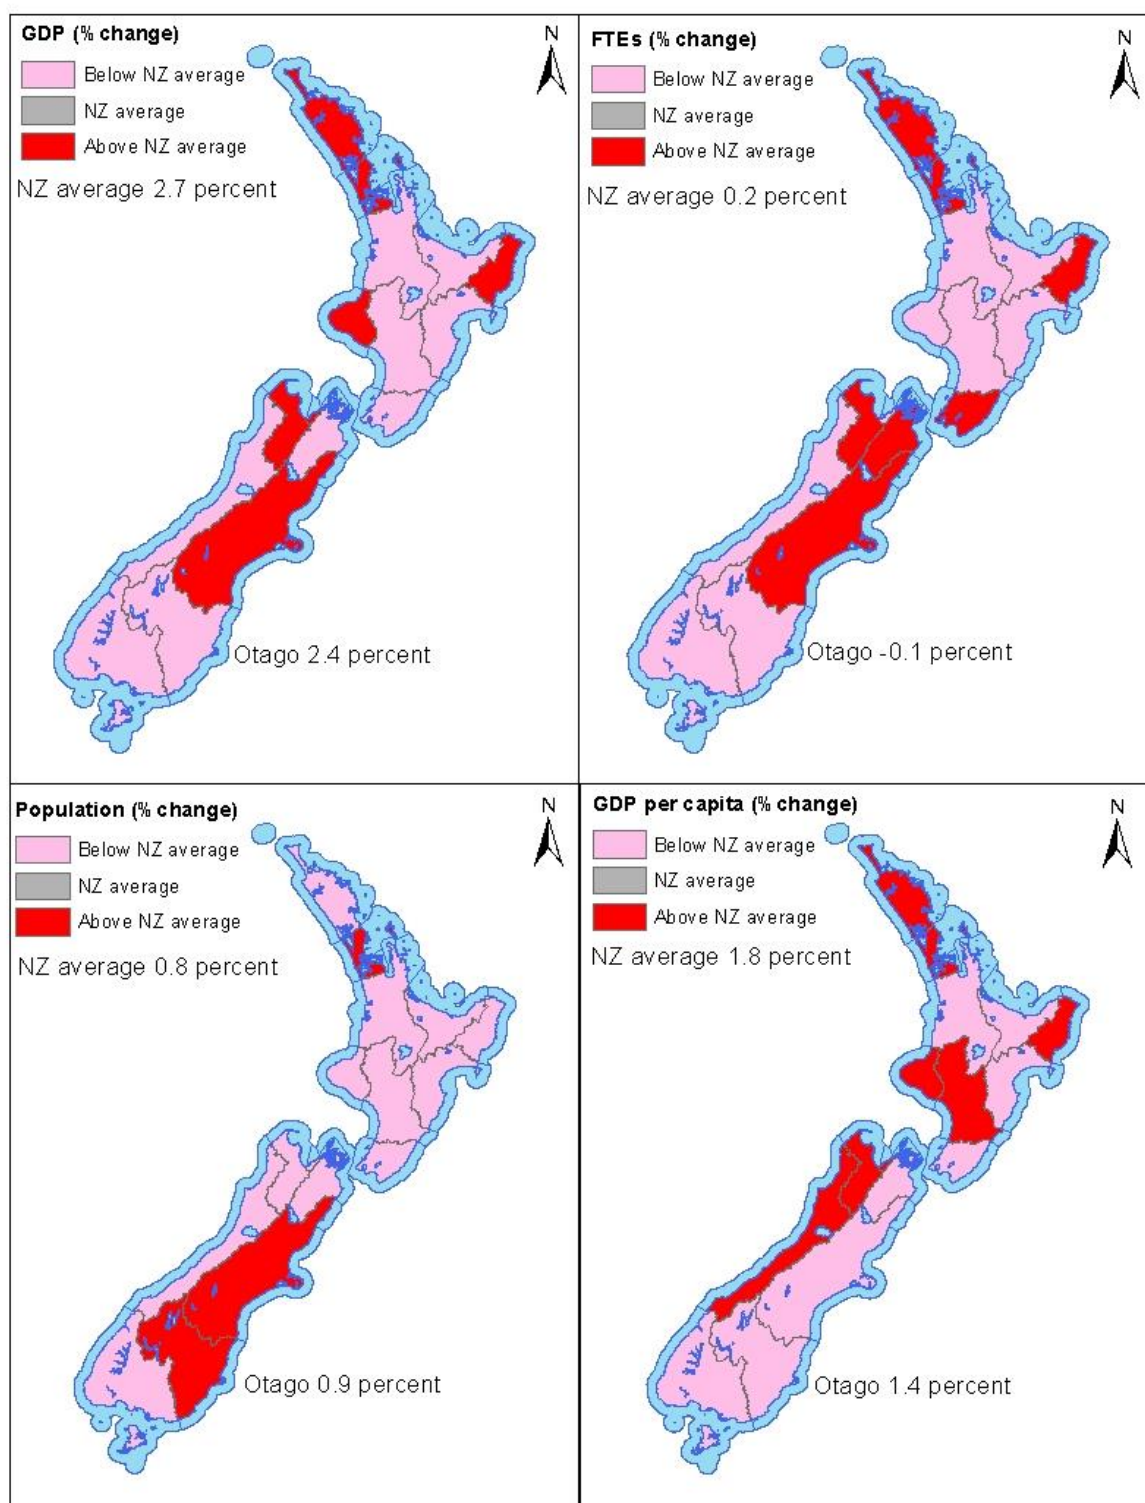 GDP (% change)
N
Below NZ average
NZ average
Above NZ average
NZ average 2.7 percent
Otago 2.4 percent
FTEs (% change)
N
Below NZ average
NZ average
Above NZ average
NZ average 0.2 percent
Otago -0.1 percent
Population (% change)
N
Below NZ average
NZ average
Above NZ average
NZ average 0.8 percent
Otago 0.9 percent
GDP per capita (% change)
N
Below NZ average
NZ average
Above NZ average
NZ average 1.8 percent
Otago 1.4 percent